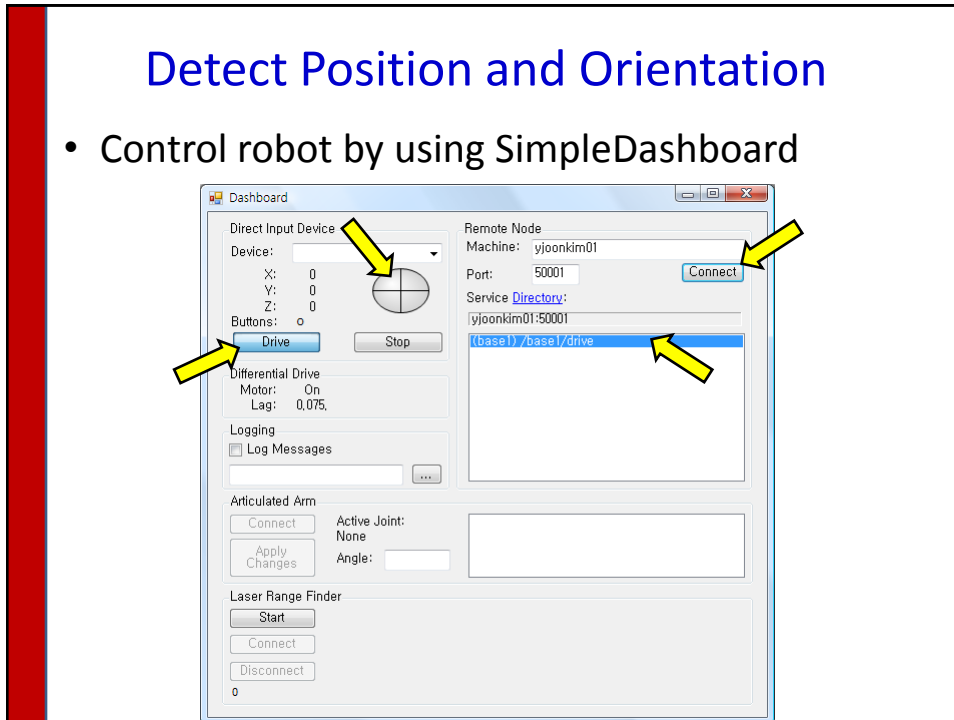 Detect Position and Orientation
• Control robot by using SimpleDashboard
Dashboard
Direct Input Device
Device:
X: 0
Y: 0
Z: 0
Buttons: o
Drive
Stop
Differential Drive
Motor: On
Lag: 0,075,
Logging
Log Messages
...
Remote Node
Machine: yjoonkim01
Port: 50001
Connect
Service Directory:
yjoonkim01:50001
(base1) /base1/drive
Articulated Arm
Connect
Apply
Changes
Active Joint:
None
Angle:
Laser Range Finder
Start
Connect
Disconnect
0